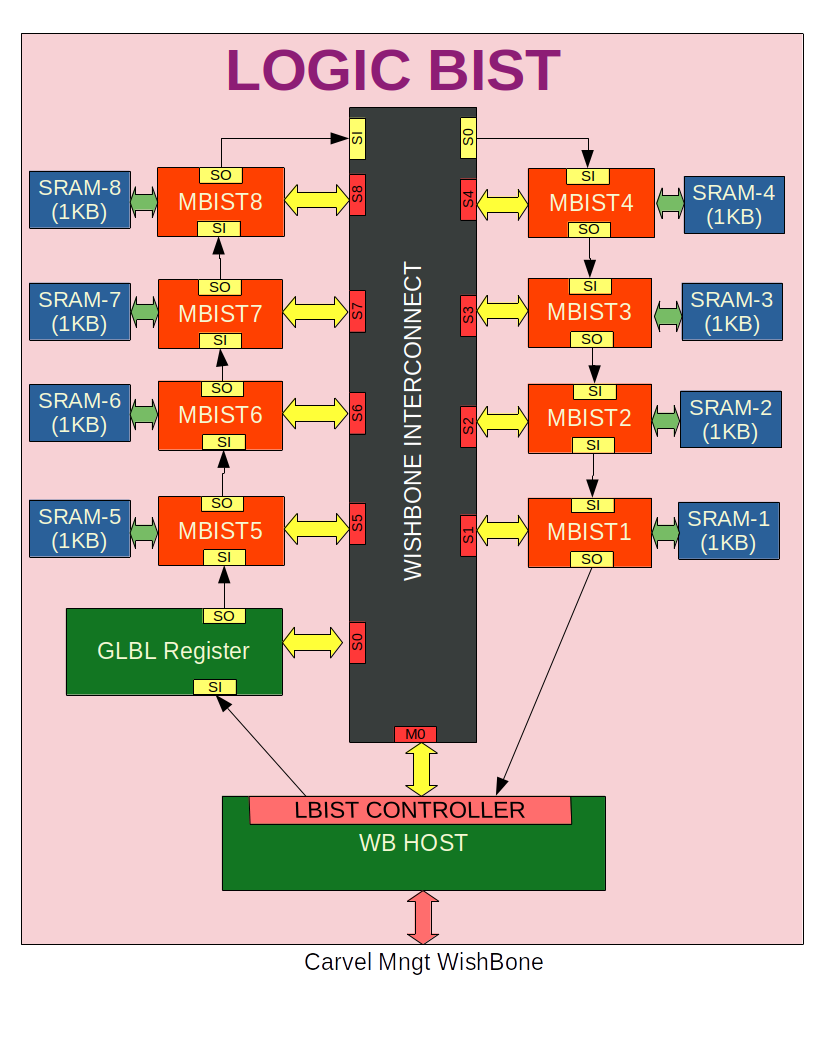 LOGIC BIST
SI
S0
SO
SI
SRAM-8
(1KB)
MBIST8
SI
S8
S4
MBIST4
SO
SRAM-4
(1KB)
SO
SI
SRAM-7
(1KB)
MBIST7
SI
S7
S3
MBIST3
SO
SRAM-3
(1KB)
WISHBONE INTERCONNECT
SO
SI
SRAM-6
(1KB)
MBIST6
SI
S6
S2
MBIST2
SI
SRAM-2
(1KB)
SO
SI
SRAM-5
(1KB)
MBIST5
SI
S5
S1
MBIST1
SO
SRAM-1
(1KB)
SO
GLBL Register
SI
S0
M0
LBIST CONTROLLER
WB HOST
Carvel Mngt WishBone